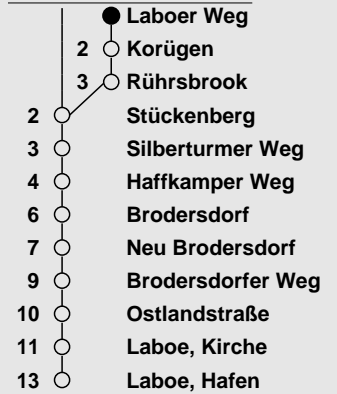 Laboer Weg
2 Korügen
3 Rührsbrook
2 Stückenberg
3 Silberturmer Weg
4 Haffkamper Weg
6 Brodersdorf
7 Neu Brodersdorf
9 Brodersdorfer Weg
10 Ostlandstraße
11 Laboe, Kirche
13 Laboe, Hafen